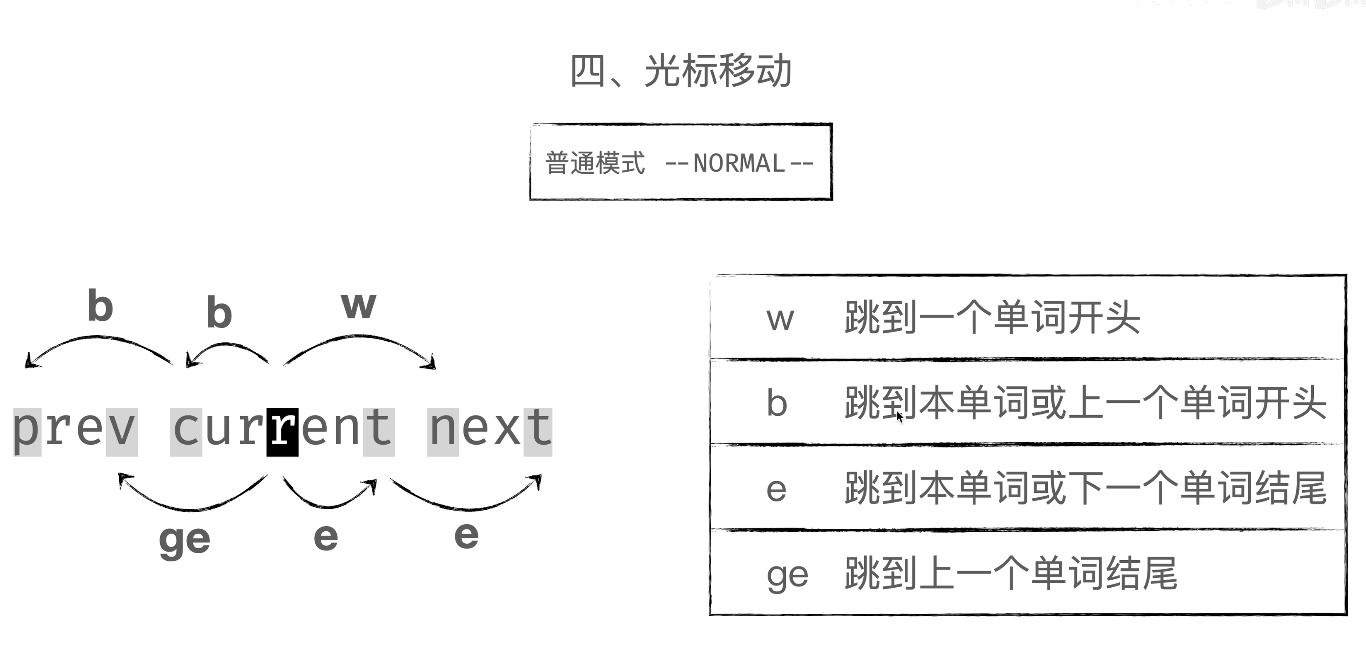 四、光标移动
普通模式 --NORMAL--
b b w
prev current next
ge e e
w 跳到一个单词开头
b 跳到本单词或上一个单词开头
e 跳到本单词或下一个单词结尾
ge 跳到上一个单词结尾